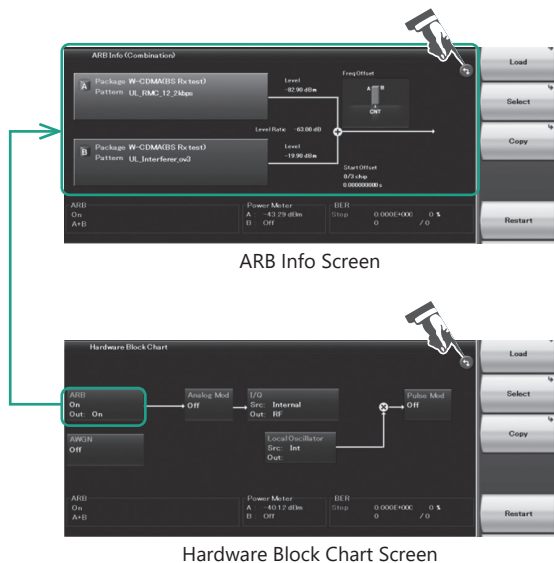 ARB Info (Combination)
Load
A Package W-CDMA(BS Rx test)
Pattern UL_RMC_12_2kbps
Level
-82.90 dBm
Freq Offset
A B
CNT
Select
Level Ratio -63.00 dB
Copy
B Package W-CDMA(BS Rx test)
Pattern UL_Interferer_ov3
Level
-19.90 dBm
Start Offset
0/3 chip
0.000000000 s
ARB
On
A+B
Power Meter
A -43.29 dBm
B Off
BER
Stop 0.000E+000 0 %
0 / 0
Restart
ARB Info Screen
Hardware Block Chart
Load
ARB
On
Out: On
Analog Mod
Off
I/Q
Src: Internal
Out: RF
Pulse Mod
Off
Select
Copy
AWGN
Off
Local Oscillator
Src: Int
Out:
ARB
On
A+B
Power Meter
A -40.12 dBm
B Off
BER
Stop 0.000E+000 0 %
0 / 0
Restart
Hardware Block Chart Screen